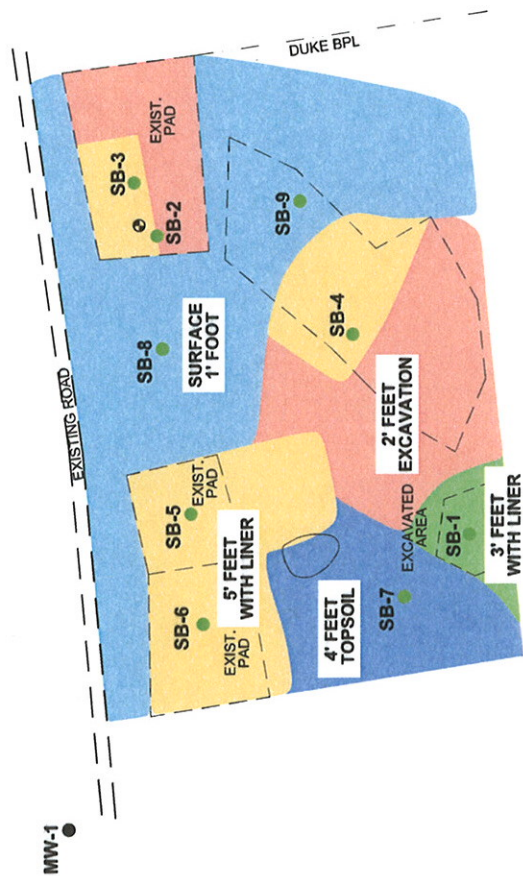 MW-1
EXISTING ROAD
DUKE BPL
EXIST.
PAD
SB-3
SB-2
SB-9
SB-8
SURFACE
1' FOOT
SB-4
2' FEET
EXCAVATION
EXIST.
PAD
SB-5
SB-6
5' FEET
WITH LINER
EXIST.
PAD
4' FEET
TOPSOIL
SB-7
EXCAVATED
AREA
SB-1
3' FEET
WITH LINER